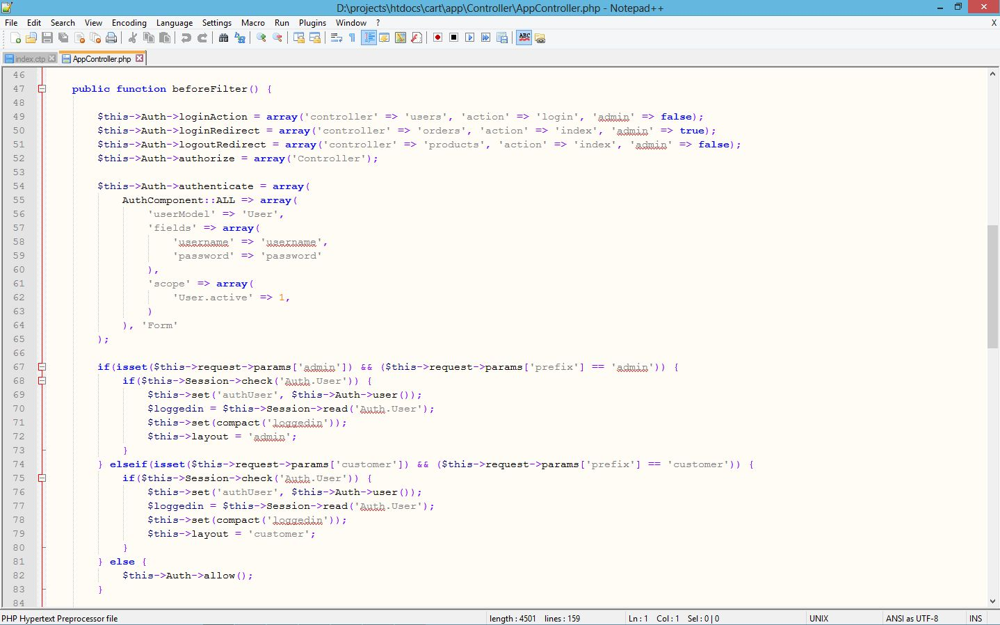 D:\projects\htdocs\cart\app\Controller\AppController.php - Notepad++
File Edit Search View Encoding Language Settings Macro Run Plugins Window ? X
ABC
index.ctp AppController.php
46
47 public function beforeFilter() {
48
49 $this->Auth->loginAction = array('controller' => 'users', 'action' => 'login', 'admin' => false);
50 $this->Auth->loginRedirect = array('controller' => 'orders', 'action' => 'index', 'admin' => true);
51 $this->Auth->logoutRedirect = array('controller' => 'products', 'action' => 'index', 'admin' => false);
52 $this->Auth->authorize = array('Controller');
53
54 $this->Auth->authenticate = array(
55 AuthComponent::ALL => array(
56 'userModel' => 'User',
57 'fields' => array(
58 'username' => 'username',
59 'password' => 'password'
60 ),
61 'scope' => array(
62 'User.active' => 1,
63 )
64 ), 'Form'
65 );
66
67 if(isset($this->request->params['admin']) && ($this->request->params['prefix'] == 'admin')) {
68 if($this->Session->check('Auth.User')) {
69 $this->set('authUser', $this->Auth->user());
70 $loggedin = $this->Session->read('Auth.User');
71 $this->set(compact('loggedin'));
72 $this->layout = 'admin';
73 }
74 } elseif(isset($this->request->params['customer']) && ($this->request->params['prefix'] == 'customer')) {
75 if($this->Session->check('Auth.User')) {
76 $this->set('authUser', $this->Auth->user());
77 $loggedin = $this->Session->read('Auth.User');
78 $this->set(compact('loggedin'));
79 $this->layout = 'customer';
80 }
81 } else {
82 $this->Auth->allow();
83 }
84
PHP Hypertext Preprocessor file length : 4501 lines : 159 Ln : 1 Col : 1 Sel : 0 | 0 UNIX ANSI as UTF-8 INS